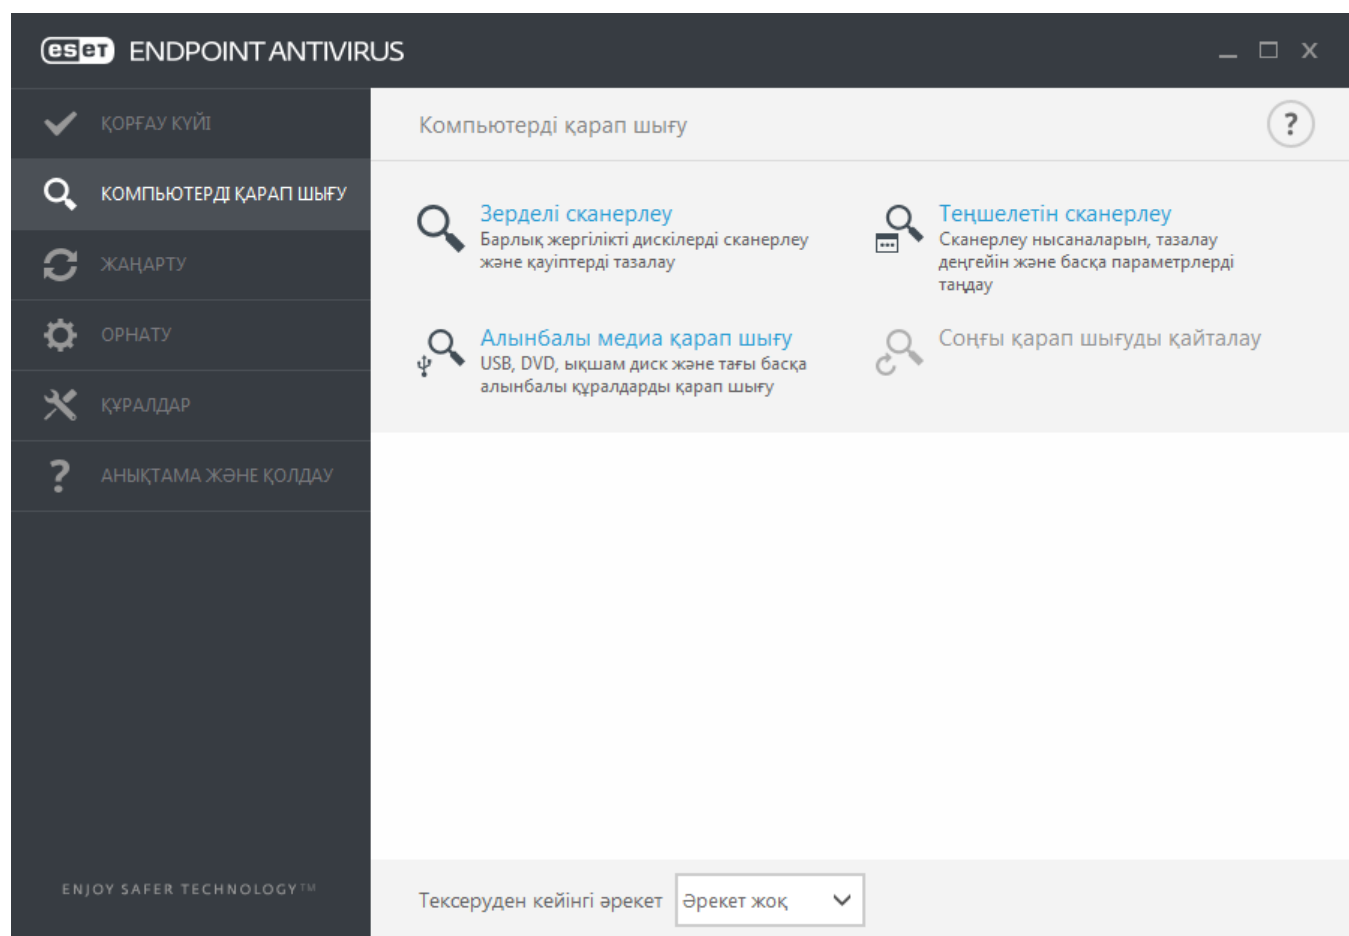 eset ENDPOINT ANTIVIRUS
ҚОРҒАУ КҮЙІ
КОМПЬЮТЕРДІ ҚАРАП ШЫҒУ
ЖАҢАРТУ
ОРНАТУ
ҚҰРАЛДАР
АНЫҚТАМА ЖӘНЕ ҚОЛДАУ
ENJOY SAFER TECHNOLOGY™
Компьютерді қарап шығу
?
Зерделі сканерлеу
Барлық жергілікті дискілерді сканерлеу
және қауіптерді тазалау
Теңшелетін сканерлеу
Сканерлеу нысаналарын, тазалау
деңгейін және басқа параметрлерді
таңдау
Алынбалы медиа қарап шығу
USB, DVD, ықшам диск және тағы басқа
алынбалы құралдарды қарап шығу
Соңғы қарап шығуды қайталау
Тексеруден кейінгі әрекет Әрекет жоқ